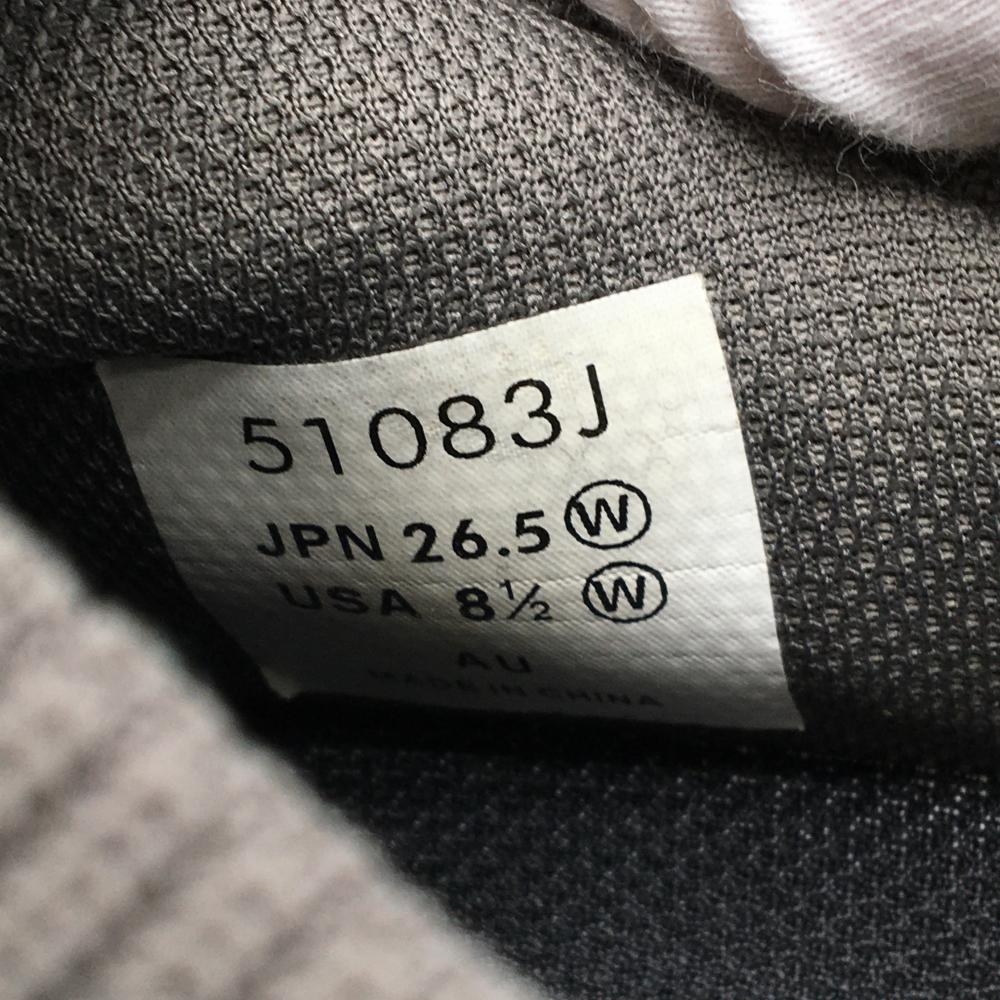 51083J
JPN 26.5 W
USA 8½ W
AU
MADE IN CHINA